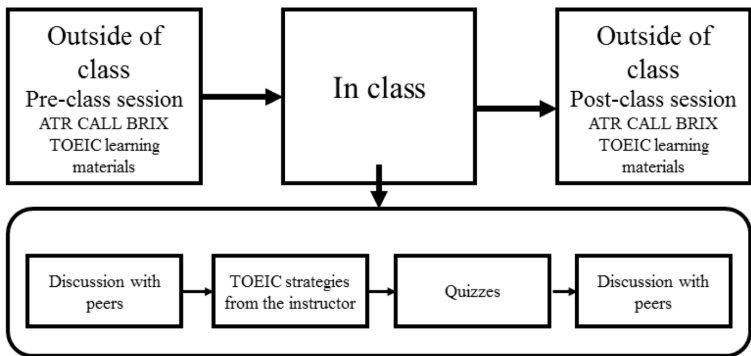 Outside of
class
Pre-class session
ATR CALL BRIX
TOEIC learning
materials
In class
Outside of
class
Post-class session
ATR CALL BRIX
TOEIC learning
materials
Discussion with
peers
TOEIC strategies
from the instructor
Quizzes
Discussion with
peers